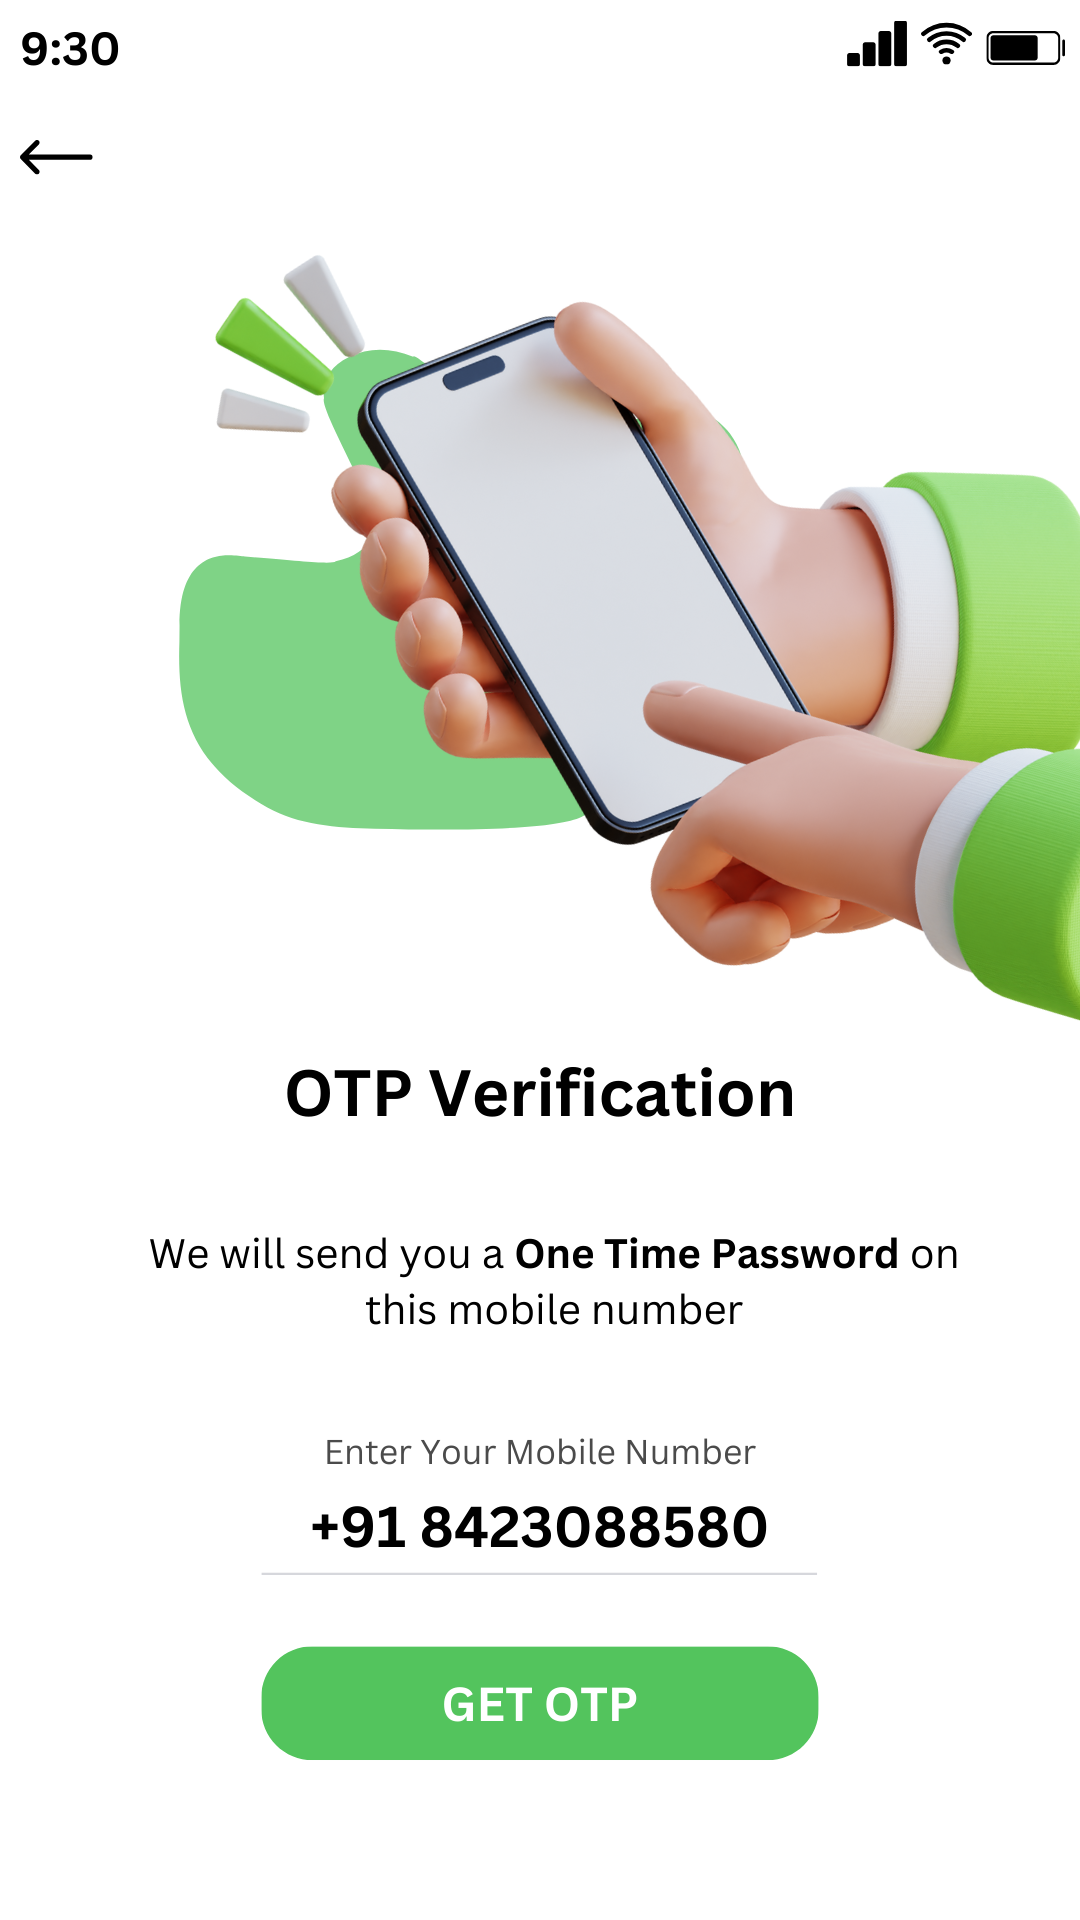 9:30
OTP Verification
We will send you a One Time Password on
this mobile number
Enter Your Mobile Number
+91 8423088580
GET OTP